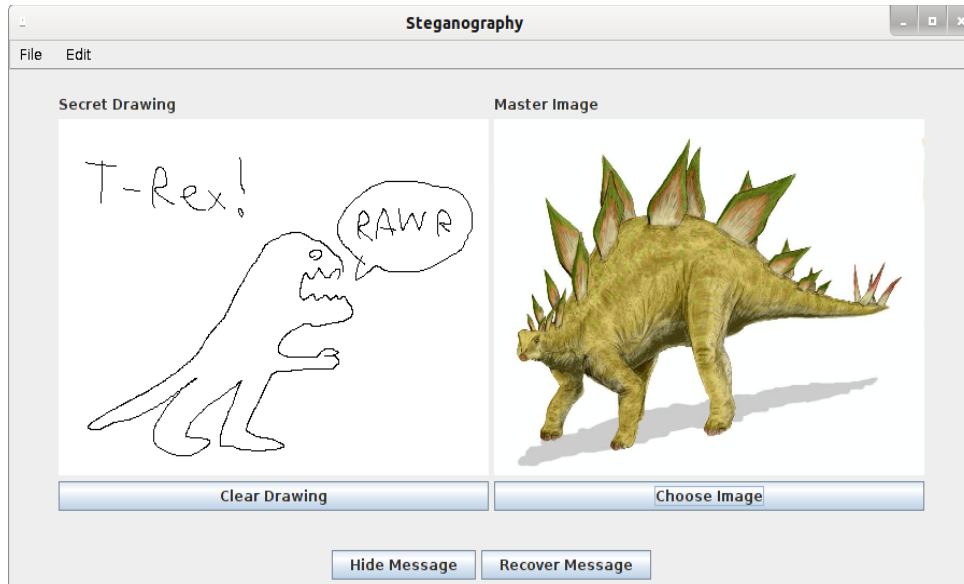 Steganography
File Edit
Secret Drawing Master Image
T-Rex!
RAWR
Clear Drawing Choose Image
Hide Message Recover Message